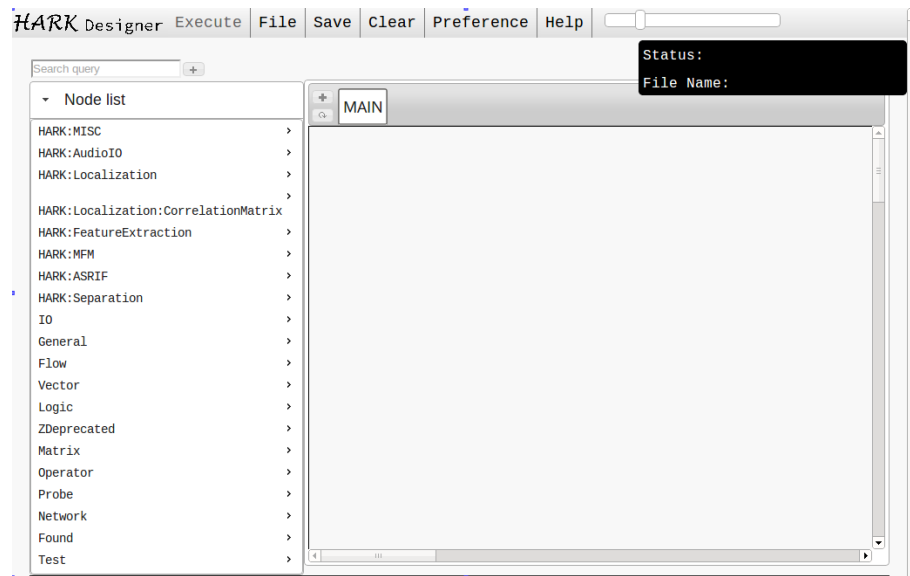 HARK Designer Execute File Save Clear Preference Help
Status:
File Name:
Search query +
Node list
MAIN
HARK:MISC
HARK:AudioIO
HARK:Localization
HARK:Localization:CorrelationMatrix
HARK:FeatureExtraction
HARK:MFM
HARK:ASRIF
HARK:Separation
IO
General
Flow
Vector
Logic
ZDeprecated
Matrix
Operator
Probe
Network
Found
Test